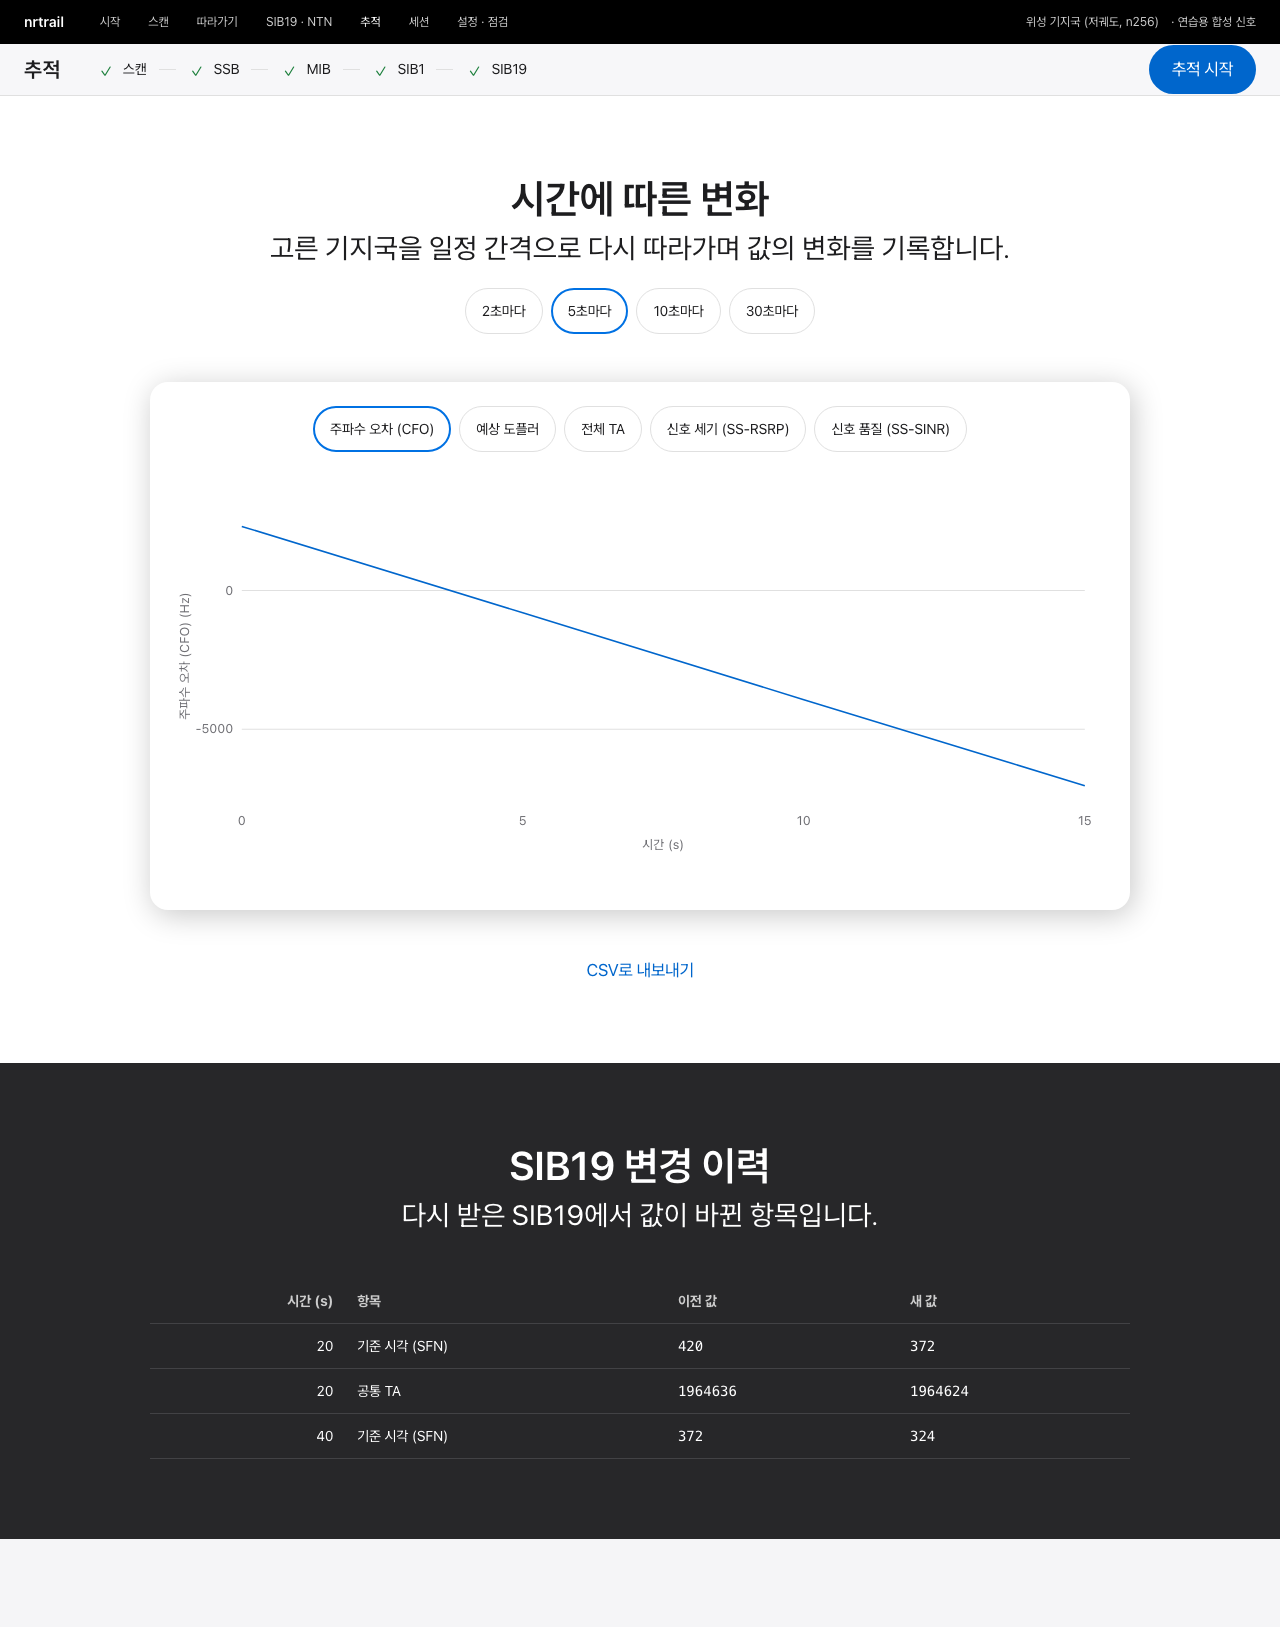 nrtrail 시작 스캔 따라가기 SIB19 · NTN 추적 세션 설정 · 점검 위성 기지국 (저궤도, n256) · 연습용 합성 신호
추적 ✓ 스캔 ✓ SSB ✓ MIB ✓ SIB1 ✓ SIB19 추적 시작
시간에 따른 변화
고른 기지국을 일정 간격으로 다시 따라가며 값의 변화를 기록합니다.
2초마다 5초마다 10초마다 30초마다
주파수 오차 (CFO) 예상 도플러 전체 TA 신호 세기 (SS-RSRP) 신호 품질 (SS-SINR)
주파수 오차 (CFO) (Hz)
0
-5000
0 5 10 15
시간 (s)
CSV로 내보내기
SIB19 변경 이력
다시 받은 SIB19에서 값이 바뀐 항목입니다.
시간 (s) 항목 이전 값 새 값
20 기준 시각 (SFN) 420 372
20 공통 TA 1964636 1964624
40 기준 시각 (SFN) 372 324